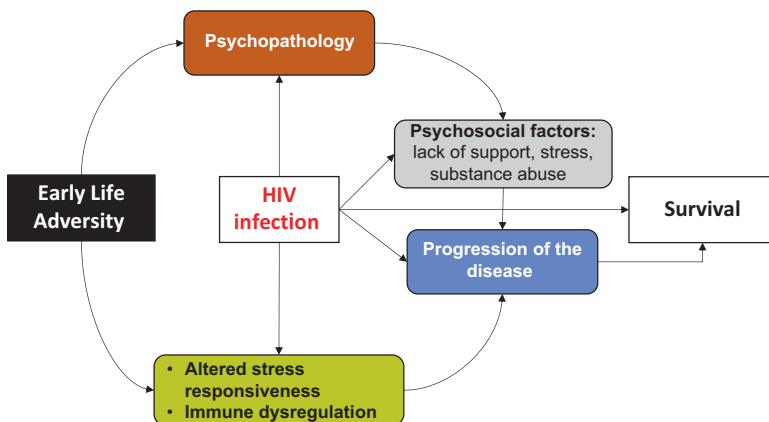 Psychopathology
Psychosocial factors:
lack of support, stress,
substance abuse
Early Life
Adversity
HIV
infection
Survival
Progression of the
disease
• Altered stress
responsiveness
• Immune dysregulation